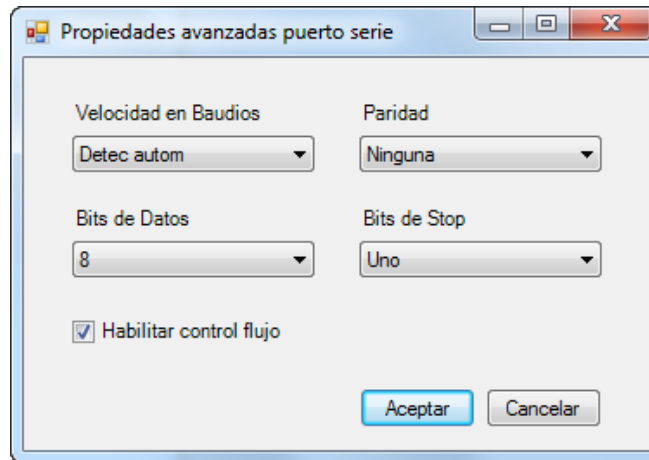 Propiedades avanzadas puerto serie
Velocidad en Baudios
Paridad
Detec autom
Ninguna
Bits de Datos
Bits de Stop
8
Uno
Habilitar control flujo
Aceptar
Cancelar